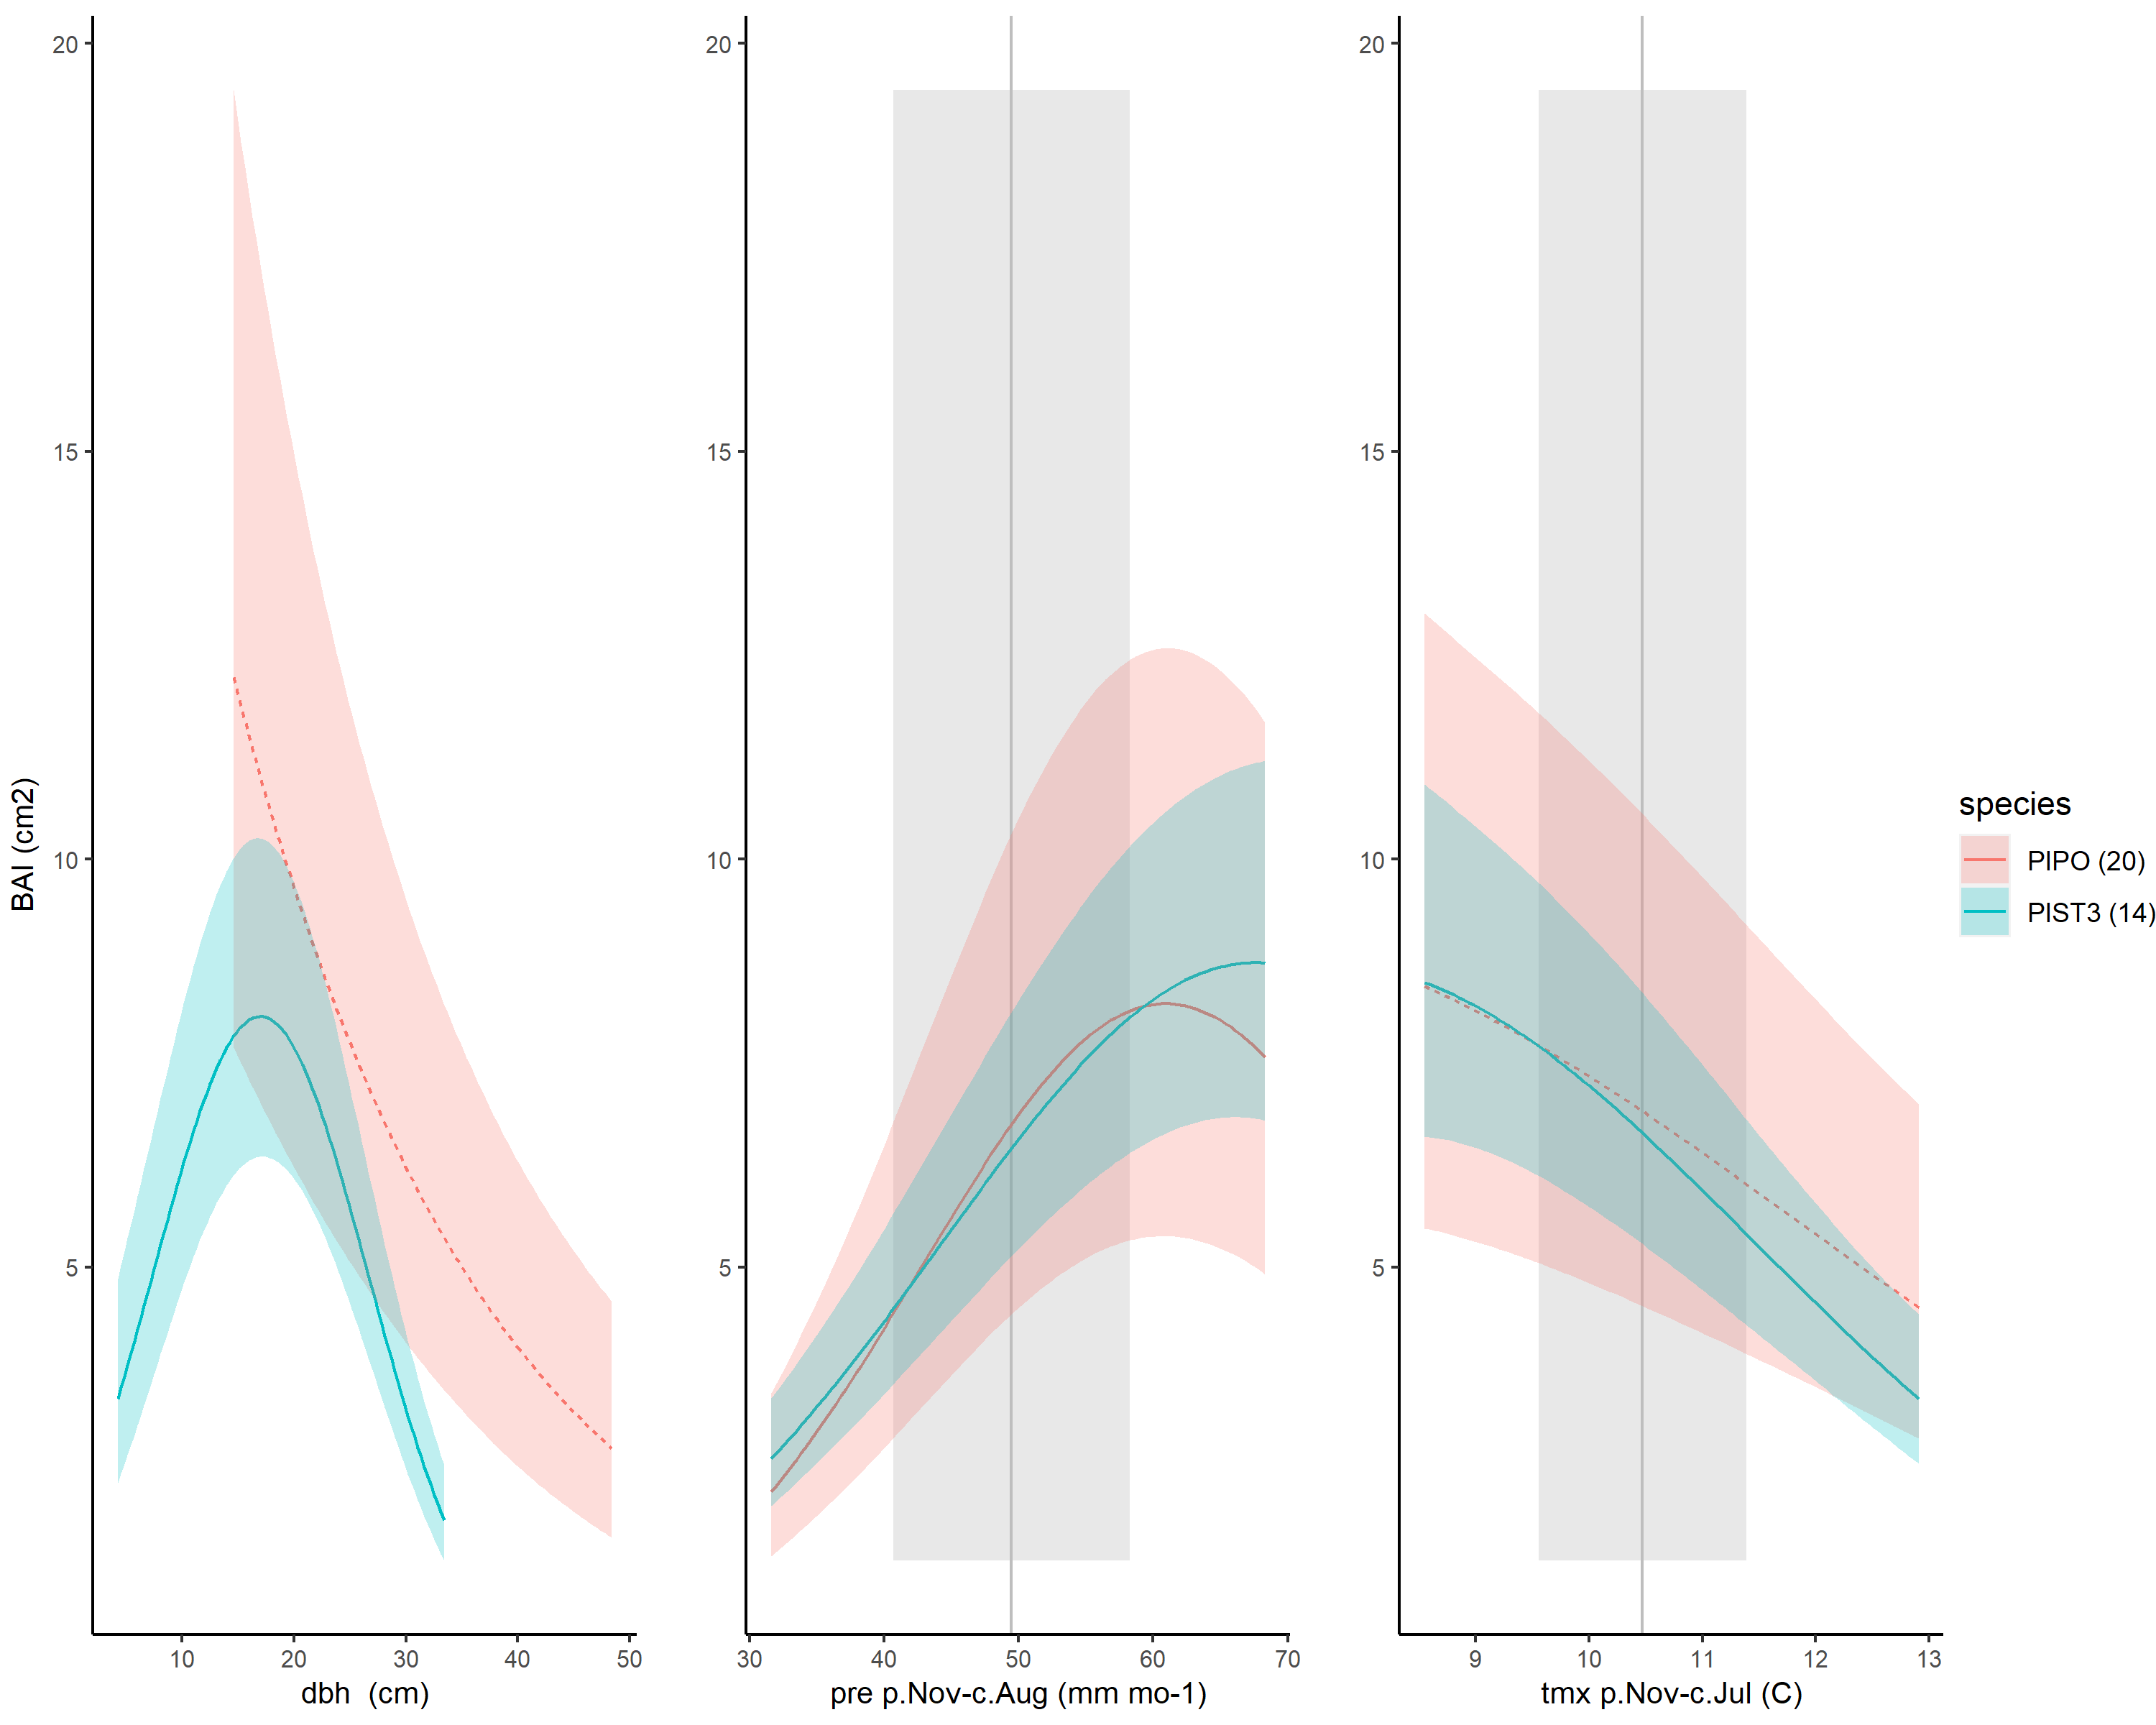 BAI (cm2)
20
15
10
5
10 20 30 40 50
dbh  (cm)
20
15
10
5
30 40 50 60 70
pre p.Nov-c.Aug (mm mo-1)
20
15
10
5
9 10 11 12 13
tmx p.Nov-c.Jul (C)
species
PIPO (20)
PIST3 (14)